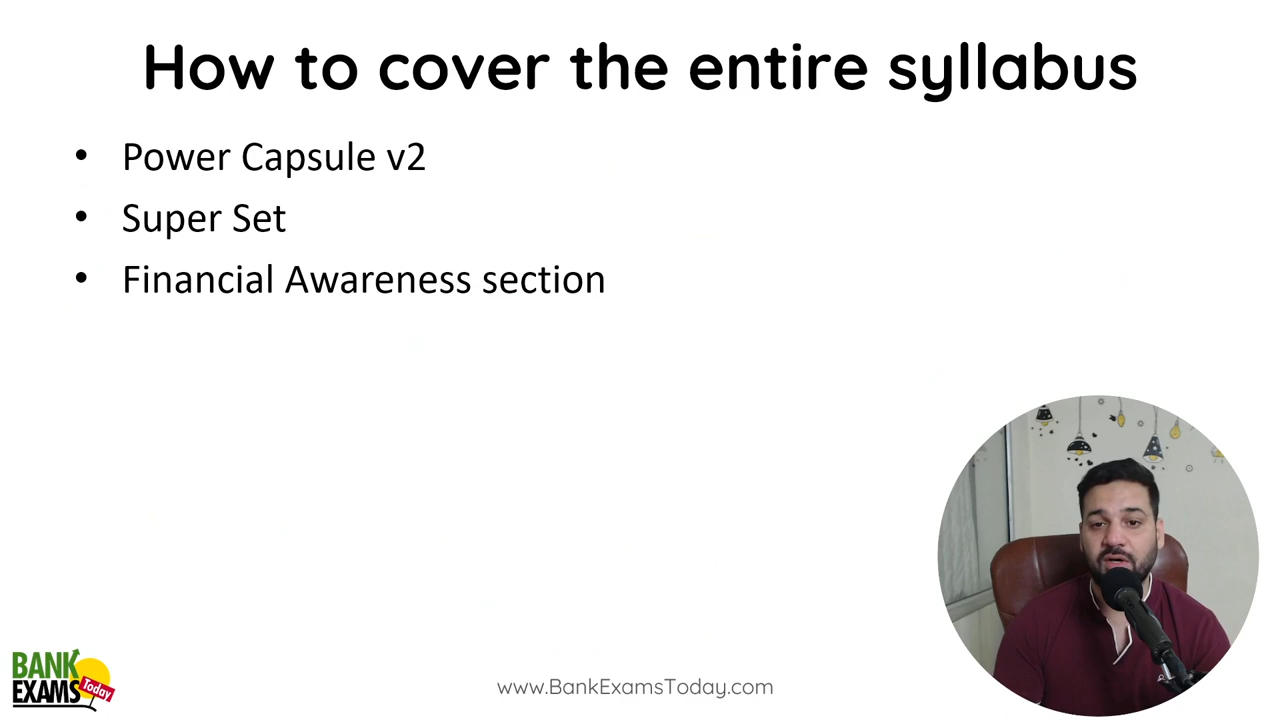 How to cover the entire syllabus
• Power Capsule v2
• Super Set
• Financial Awareness section
BANK
EXAMS
Today
www.BankExamsToday.com